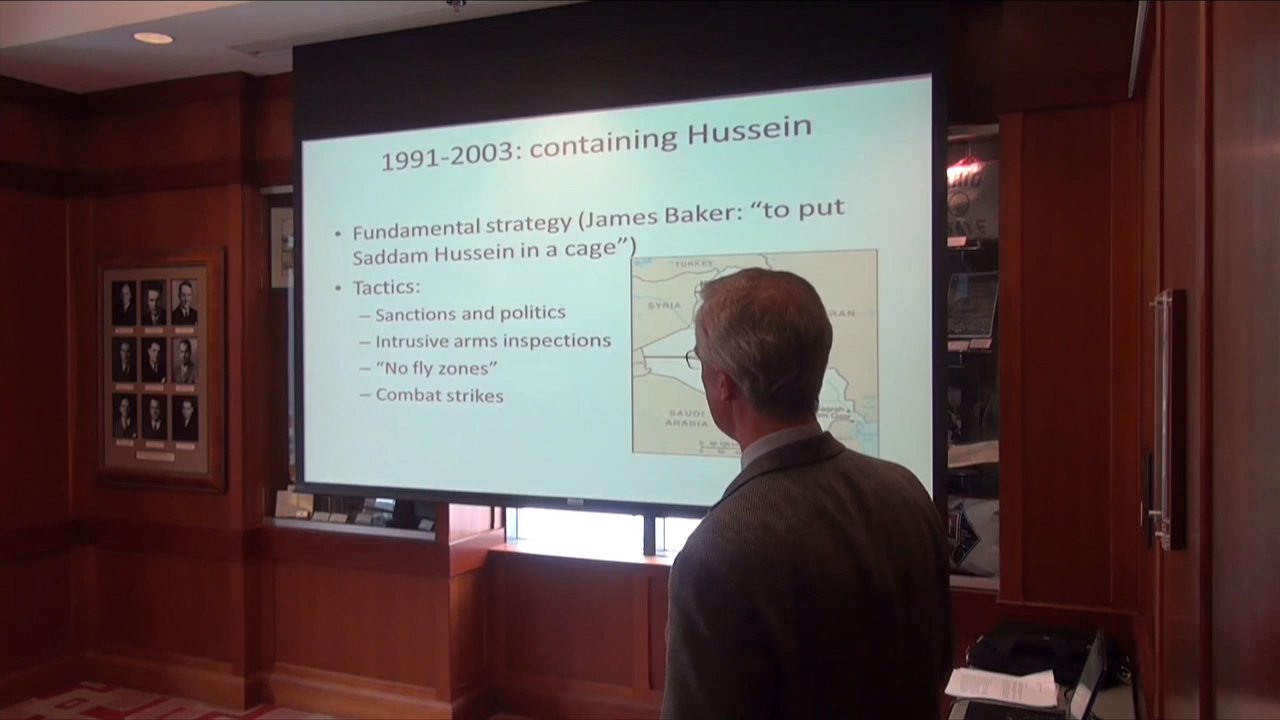 1991-2003: containing Hussein
• Fundamental strategy (James Baker: “to put
Saddam Hussein in a cage”)
• Tactics:
– Sanctions and politics
– Intrusive arms inspections
– “No fly zones”
– Combat strikes
TURKEY
SYRIA
SAUDI
ARABIA